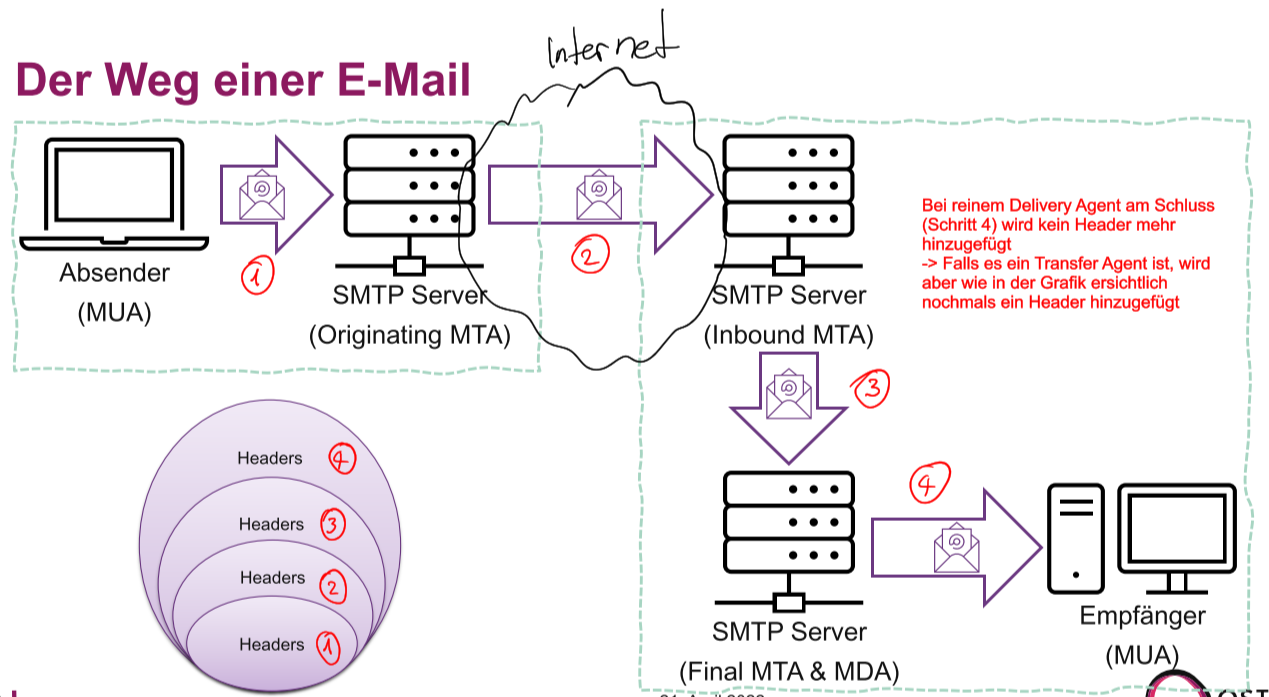 Internet
Der Weg einer E-Mail
Absender
(MUA)
1
SMTP Server
(Originating MTA)
2
SMTP Server
(Inbound MTA)
Bei reinem Delivery Agent am Schluss
(Schritt 4) wird kein Header mehr
hinzugefügt
-> Falls es ein Transfer Agent ist, wird
aber wie in der Grafik ersichtlich
nochmals ein Header hinzugefügt
3
Headers 4
Headers 3
Headers 2
Headers 1
SMTP Server
(Final MTA & MDA)
4
Empfänger
(MUA)